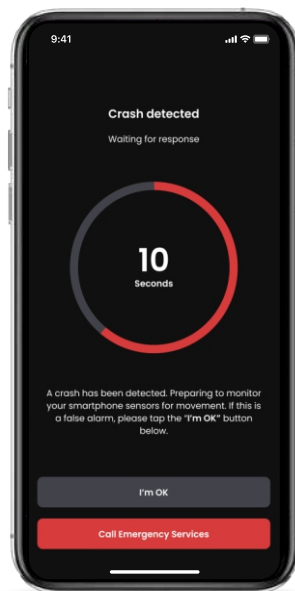 9:41
Crash detected
Waiting for response
10
Seconds
A crash has been detected. Preparing to monitor
your smartphone sensors for movement. If this is
a false alarm, please tap the "I'm OK" button
below.
I'm OK
Call Emergency Services